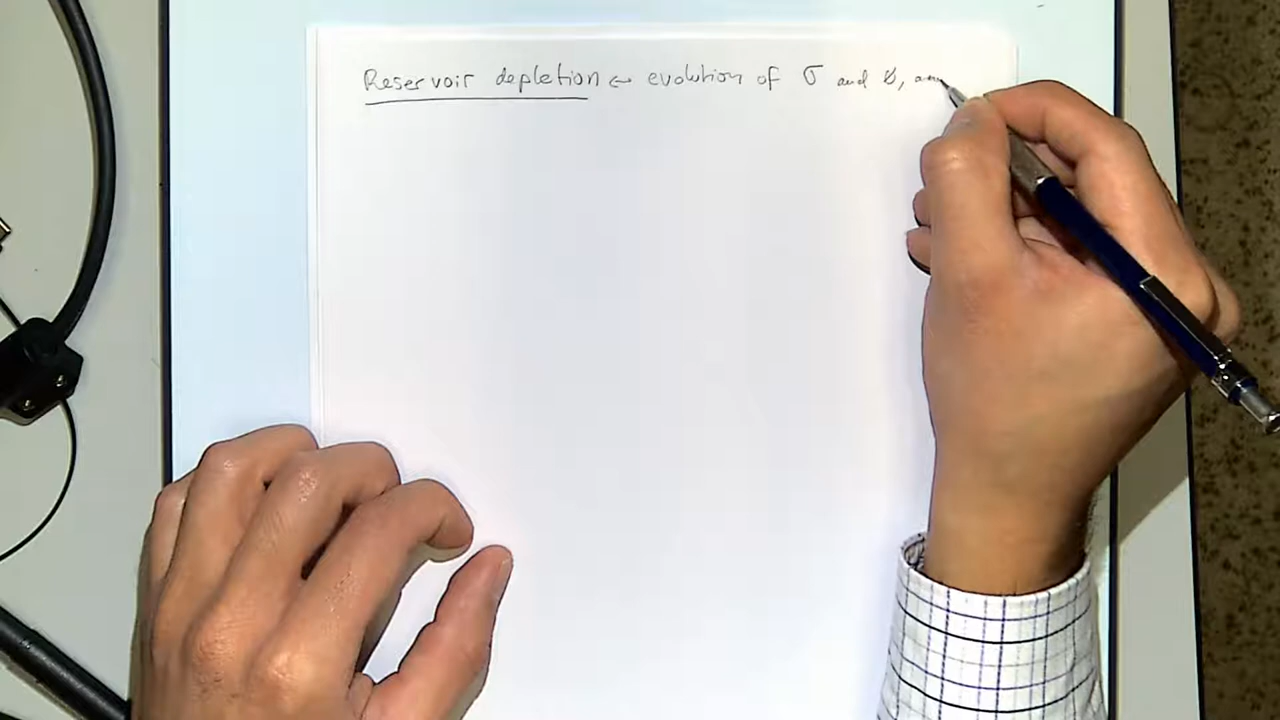 Reservoir depletion ↩ evolution of σ and